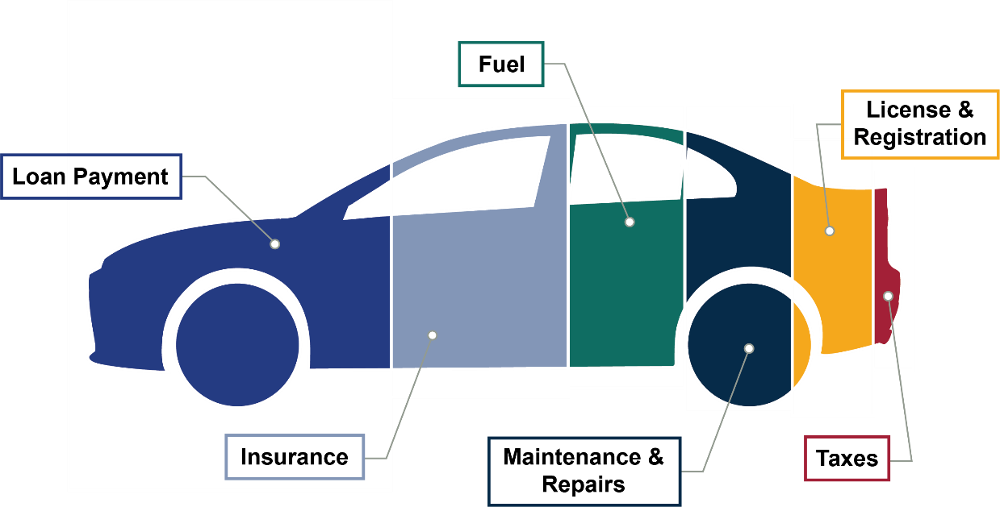 Fuel
License &
Registration
Loan Payment
Insurance
Maintenance &
Repairs
Taxes